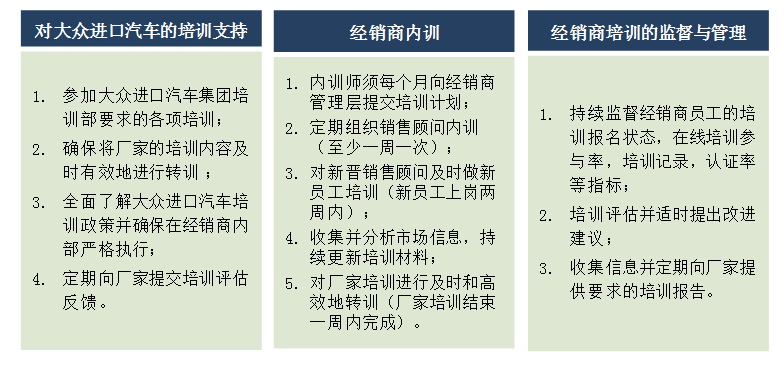 对大众进口汽车的培训支持
1. 参加大众进口汽车集团培
训部要求的各项培训；
2. 确保将厂家的培训内容及
时有效地进行转训 ；
3. 全面了解大众进口汽车培
训政策并确保在经销商内
部严格执行；
4. 定期向厂家提交培训评估
反馈。
经销商内训
1. 内训师须每个月向经销商
管理层提交培训计划；
2. 定期组织销售顾问内训
（至少一周一次）；
3. 对新晋销售顾问及时做新
员工培训（新员工上岗两
周内）；
4. 收集并分析市场信息，持
续更新培训材料；
5. 对厂家培训进行及时和高
效地转训（厂家培训结束
一周内完成）。
经销商培训的监督与管理
1. 持续监督经销商员工的培
训报名状态，在线培训参
与率，培训记录，认证率
等指标；
2. 培训评估并适时提出改进
建议；
3. 收集信息并定期向厂家提
供要求的培训报告。